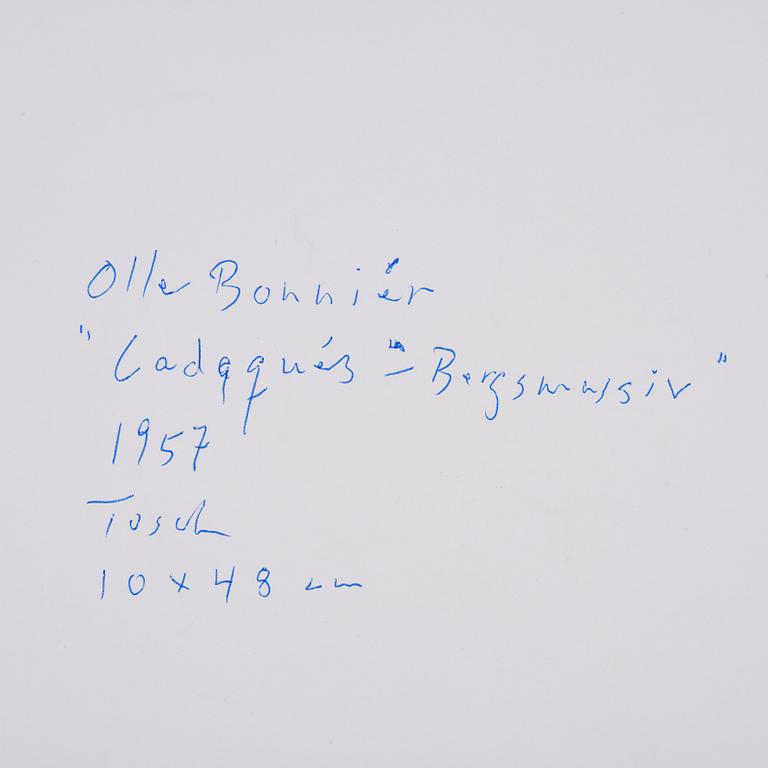 Olle Bonniér
"Cadaqués - Bergsmassiv"
1957
Tusch
10 x 48 cm